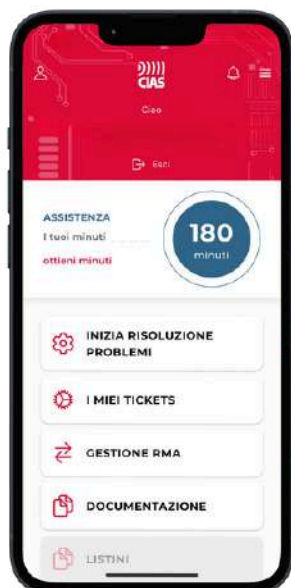 CIAS
Ciao
Esci
ASSISTENZA
I tuoi minuti
ottieni minuti
180
minuti
INIZIA RISOLUZIONE
PROBLEMI
I MIEI TICKETS
GESTIONE RMA
DOCUMENTAZIONE
LISTINI